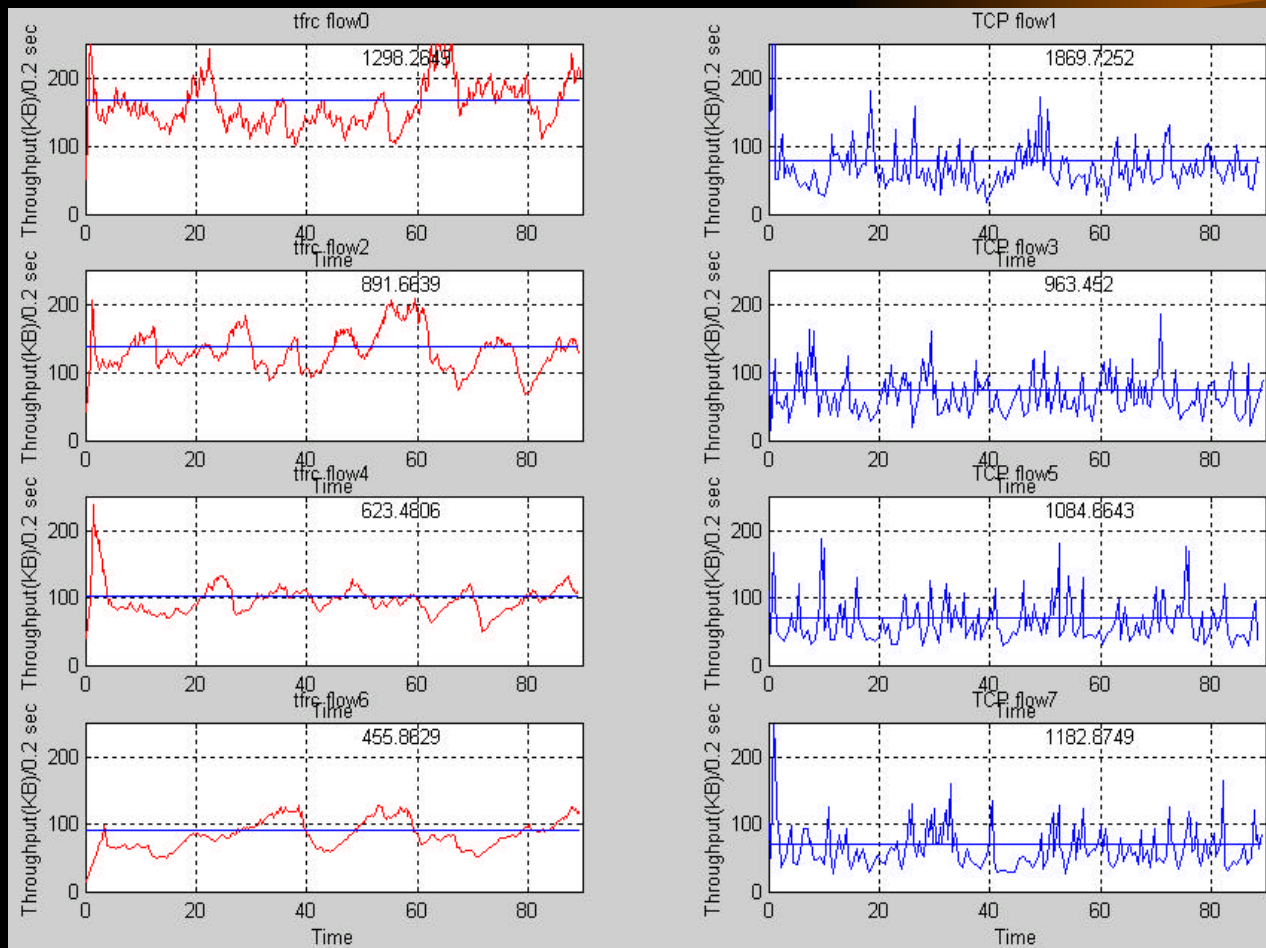 tfrc flow0
Throughput(KB)/0.2 sec
200
100
0
1298.2649
0 20 40 60 80
Time
TCP flow1
Throughput(KB)/0.2 sec
200
100
0
1869.7252
0 20 40 60 80
Time
tfrc flow2
Throughput(KB)/0.2 sec
200
100
0
891.6639
0 20 40 60 80
Time
TCP flow3
Throughput(KB)/0.2 sec
200
100
0
963.452
0 20 40 60 80
Time
tfrc flow4
Throughput(KB)/0.2 sec
200
100
0
623.4806
0 20 40 60 80
Time
TCP flow5
Throughput(KB)/0.2 sec
200
100
0
1084.6643
0 20 40 60 80
Time
tfrc flow6
Throughput(KB)/0.2 sec
200
100
0
455.8629
0 20 40 60 80
Time
TCP flow7
Throughput(KB)/0.2 sec
200
100
0
1182.8749
0 20 40 60 80
Time